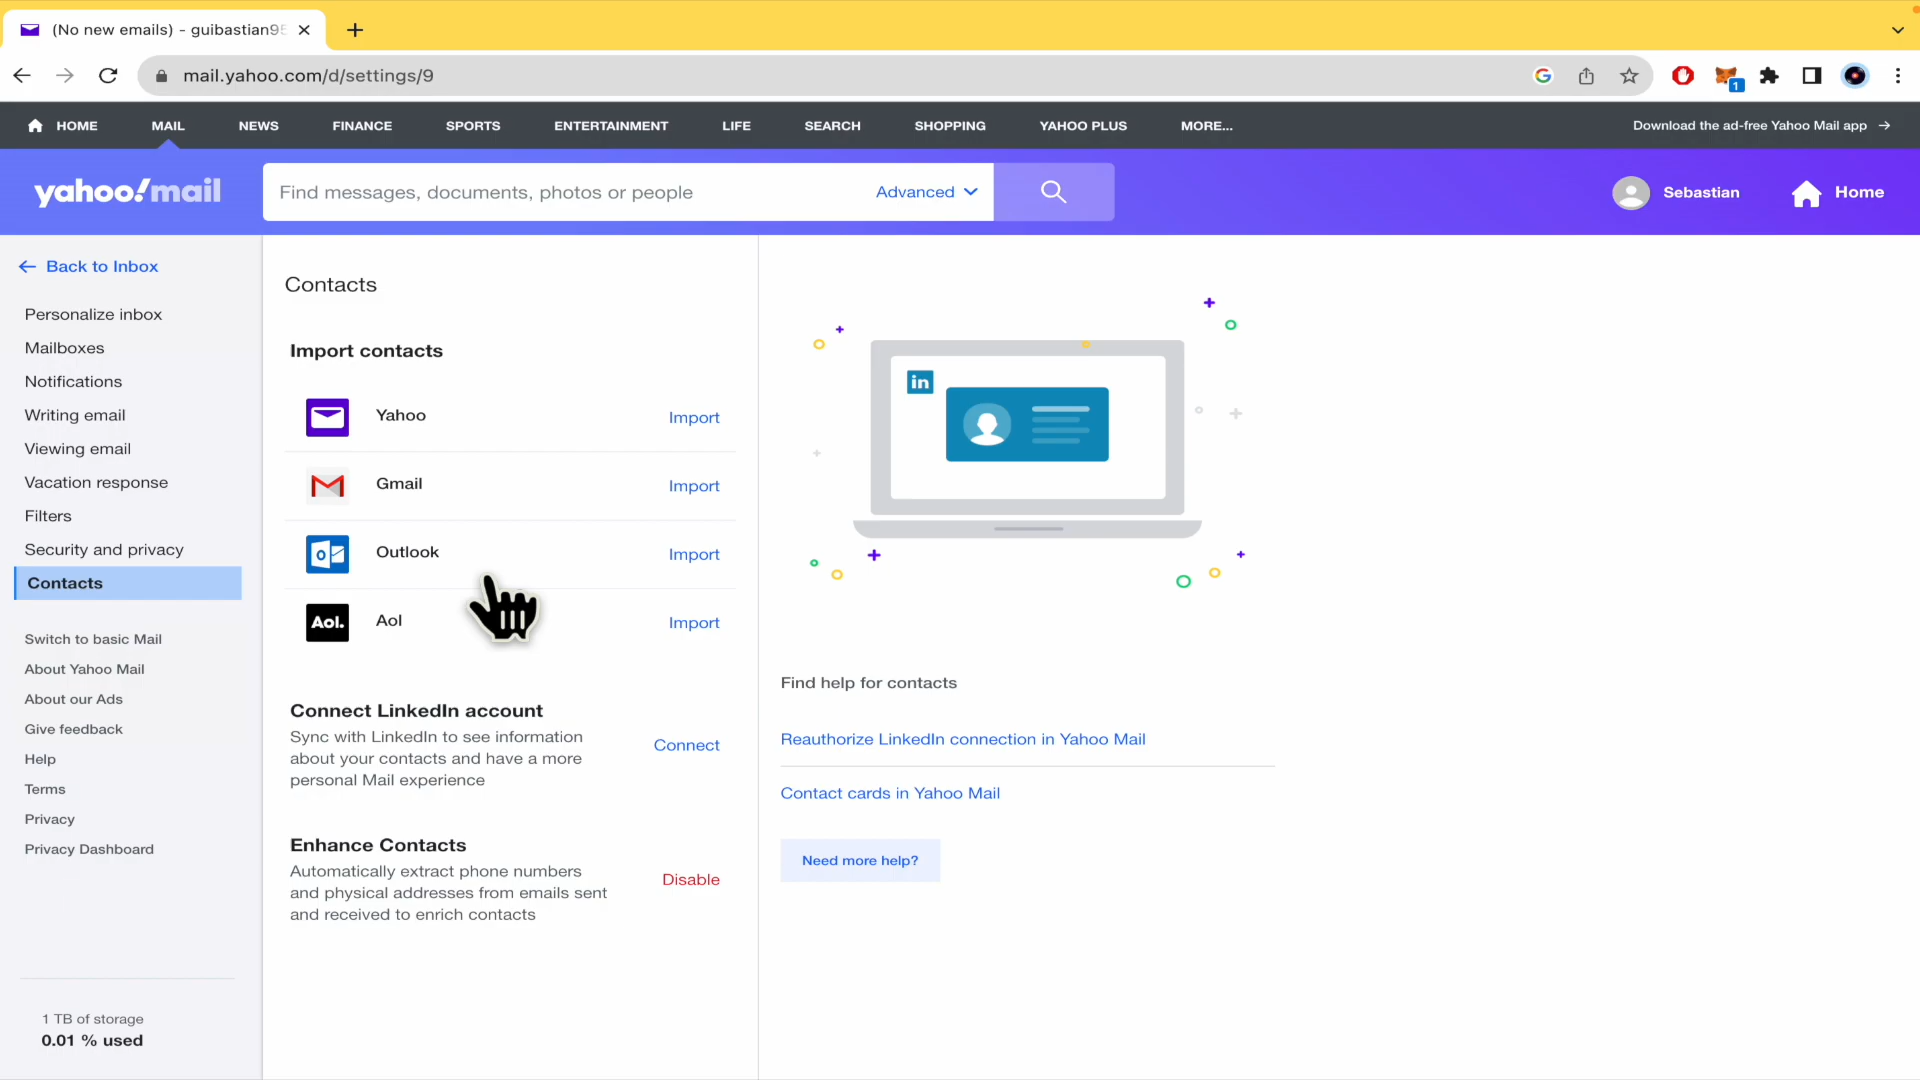 (No new emails) - guibastian95
mail.yahoo.com/d/settings/9
1
HOME MAIL NEWS FINANCE SPORTS ENTERTAINMENT LIFE SEARCH SHOPPING YAHOO PLUS MORE... Download the ad-free Yahoo Mail app →
yahoo!mail
Find messages, documents, photos or people
Advanced
Sebastian
Home
Back to Inbox
Personalize inbox
Mailboxes
Notifications
Writing email
Viewing email
Vacation response
Filters
Security and privacy
Contacts
Switch to basic Mail
About Yahoo Mail
About our Ads
Give feedback
Help
Terms
Privacy
Privacy Dashboard
1 TB of storage
0.01 % used
Contacts
Import contacts
Yahoo Import
Gmail Import
Outlook Import
Aol. Aol Import
Connect LinkedIn account
Sync with LinkedIn to see information
about your contacts and have a more
personal Mail experience
Connect
Enhance Contacts
Automatically extract phone numbers
and physical addresses from emails sent
and received to enrich contacts
Disable
in
Find help for contacts
Reauthorize LinkedIn connection in Yahoo Mail
Contact cards in Yahoo Mail
Need more help?